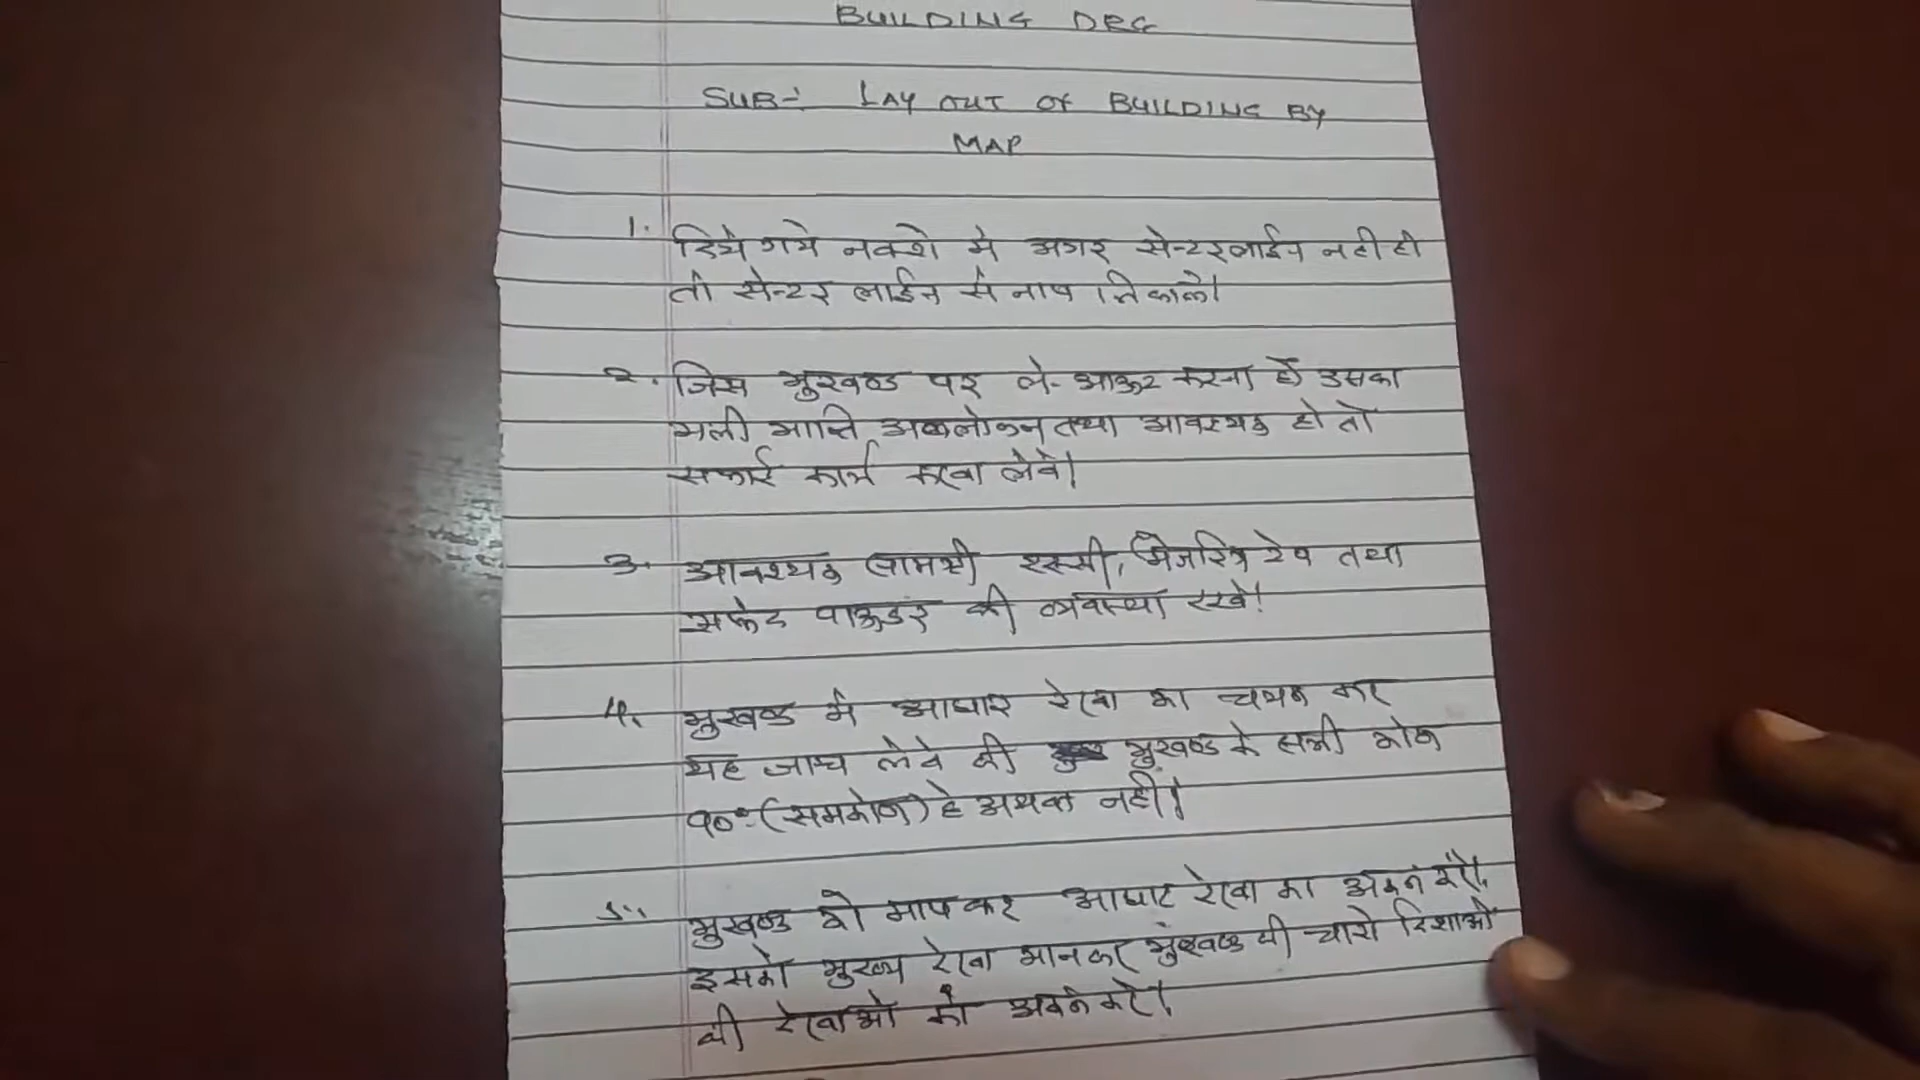 BUILDING DRG
SUB-: LAY OUT OF BUILDING BY
MAP
1. दिये गये नक्शे मे अगर सेन्टरलाईन नही हो
तो सेन्टर लाईन से नाप निकाले।
2. जिस भुखण्ड पर ले-आऊट करना है उसका
भली भाति अवलोकन तथा आवश्यक हो तो
सफाई कार्य करवा लेवे।
3. आवश्यक सामग्री रस्सी, मेजरिंग टेप तथा
सफेद पाऊडर की व्यवस्था रखे।
4. भुखण्ड मे आधार रेखा का चयन कर
यह जाच लेवे की भुखण्ड के सभी कोण
90° (समकोण) हे अथवा नही।
5. भुखण्ड को मापकर आधार रेखा का अंकन करे।
इसको मुख्य रेखा मानकर भुखण्ड की चारो दिशाओ
की रेखाओ का अंकन करे।